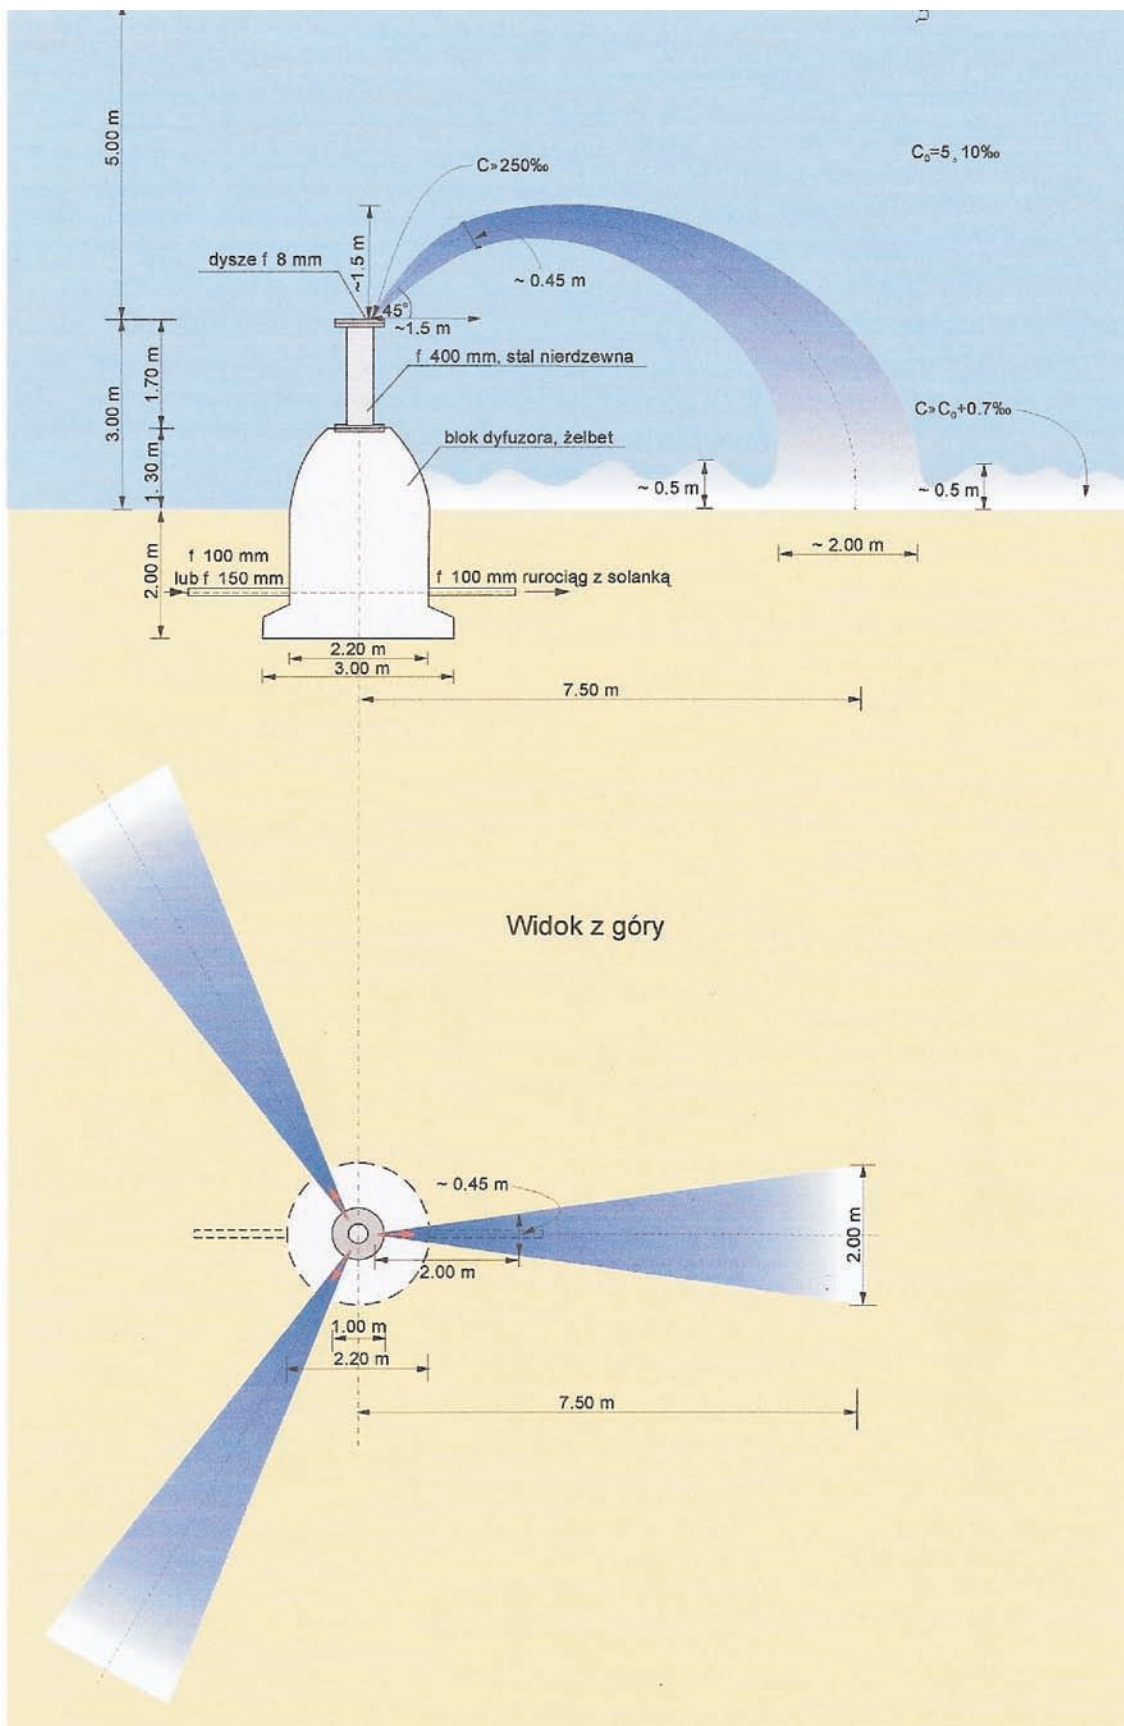 5.00 m
C»250‰
C₀=5¸10‰
~1.5 m
dysze f 8 mm
~ 0.45 m
45°
~1.5 m
f 400 mm, stal nierdzewna
1.70 m
3.00 m
C»C₀+0.7‰
blok dyfuzora, żelbet
1.30 m
~ 0.5 m
~ 0.5 m
~ 2.00 m
f 100 mm
lub f 150 mm
f 100 mm rurociąg z solanką
2.00 m
2.20 m
3.00 m
7.50 m
Widok z góry
~ 0.45 m
2.00 m
2.00 m
1.00 m
2.20 m
7.50 m